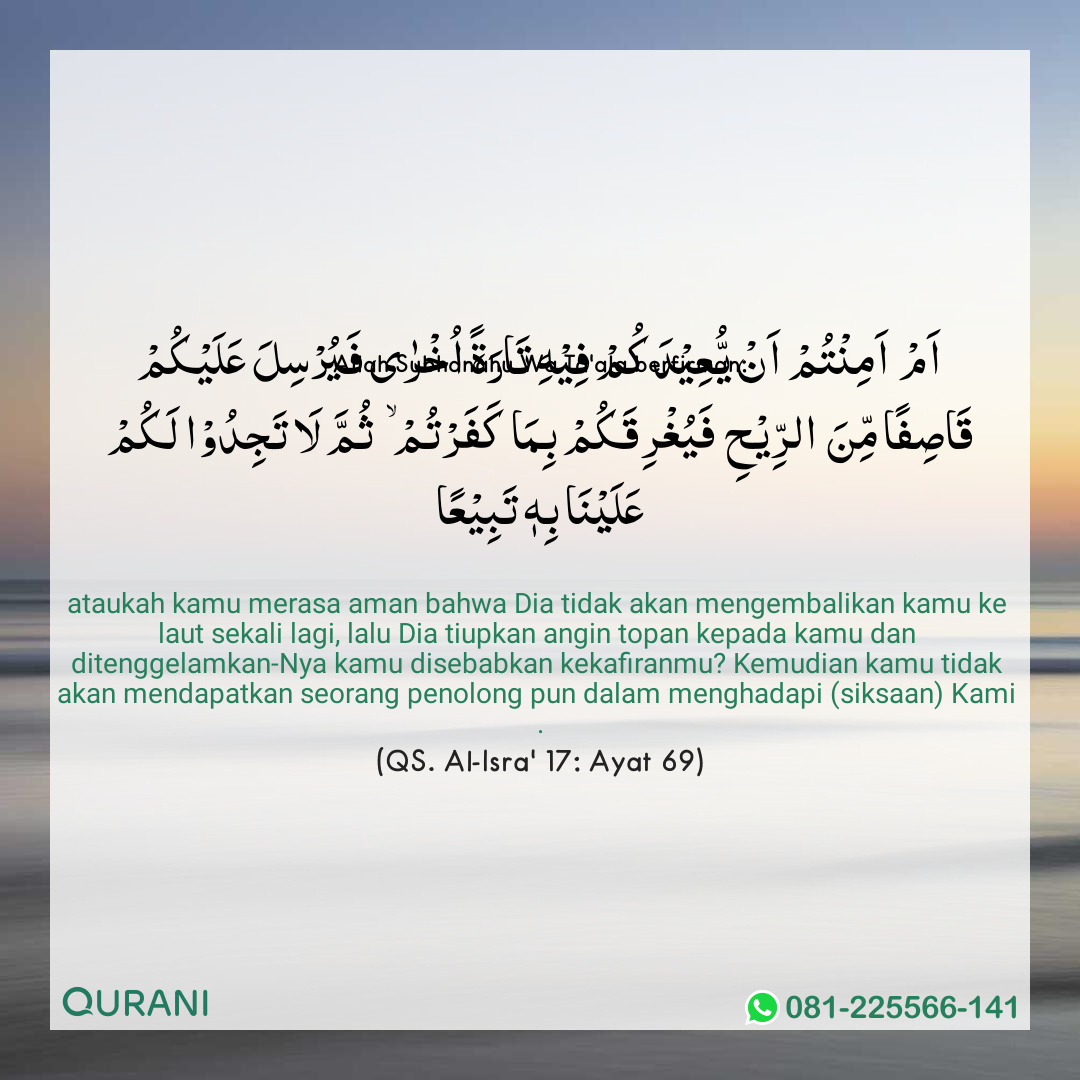 Allah Subhanahu Wa Ta'ala berfirman:
اَمْ اَمِنْتُمْ اَنْ يُّعِيْدَكُمْ فِيْهِ تَارَةً اُخْرٰى فَيُرْسِلَ عَلَيْكُمْ
قَاصِفًا مِّنَ الرِّيْحِ فَيُغْرِقَكُمْ بِمَا كَفَرْتُمْ ۙ ثُمَّ لَا تَجِدُوْا لَـكُمْ
عَلَيْنَا بِهٖ تَبِيْعًا
ataukah kamu merasa aman bahwa Dia tidak akan mengembalikan kamu ke
laut sekali lagi, lalu Dia tiupkan angin topan kepada kamu dan
ditenggelamkan-Nya kamu disebabkan kekafiranmu? Kemudian kamu tidak
akan mendapatkan seorang penolong pun dalam menghadapi (siksaan) Kami
.
(QS. Al-Isra' 17: Ayat 69)
QURANI
081-225566-141